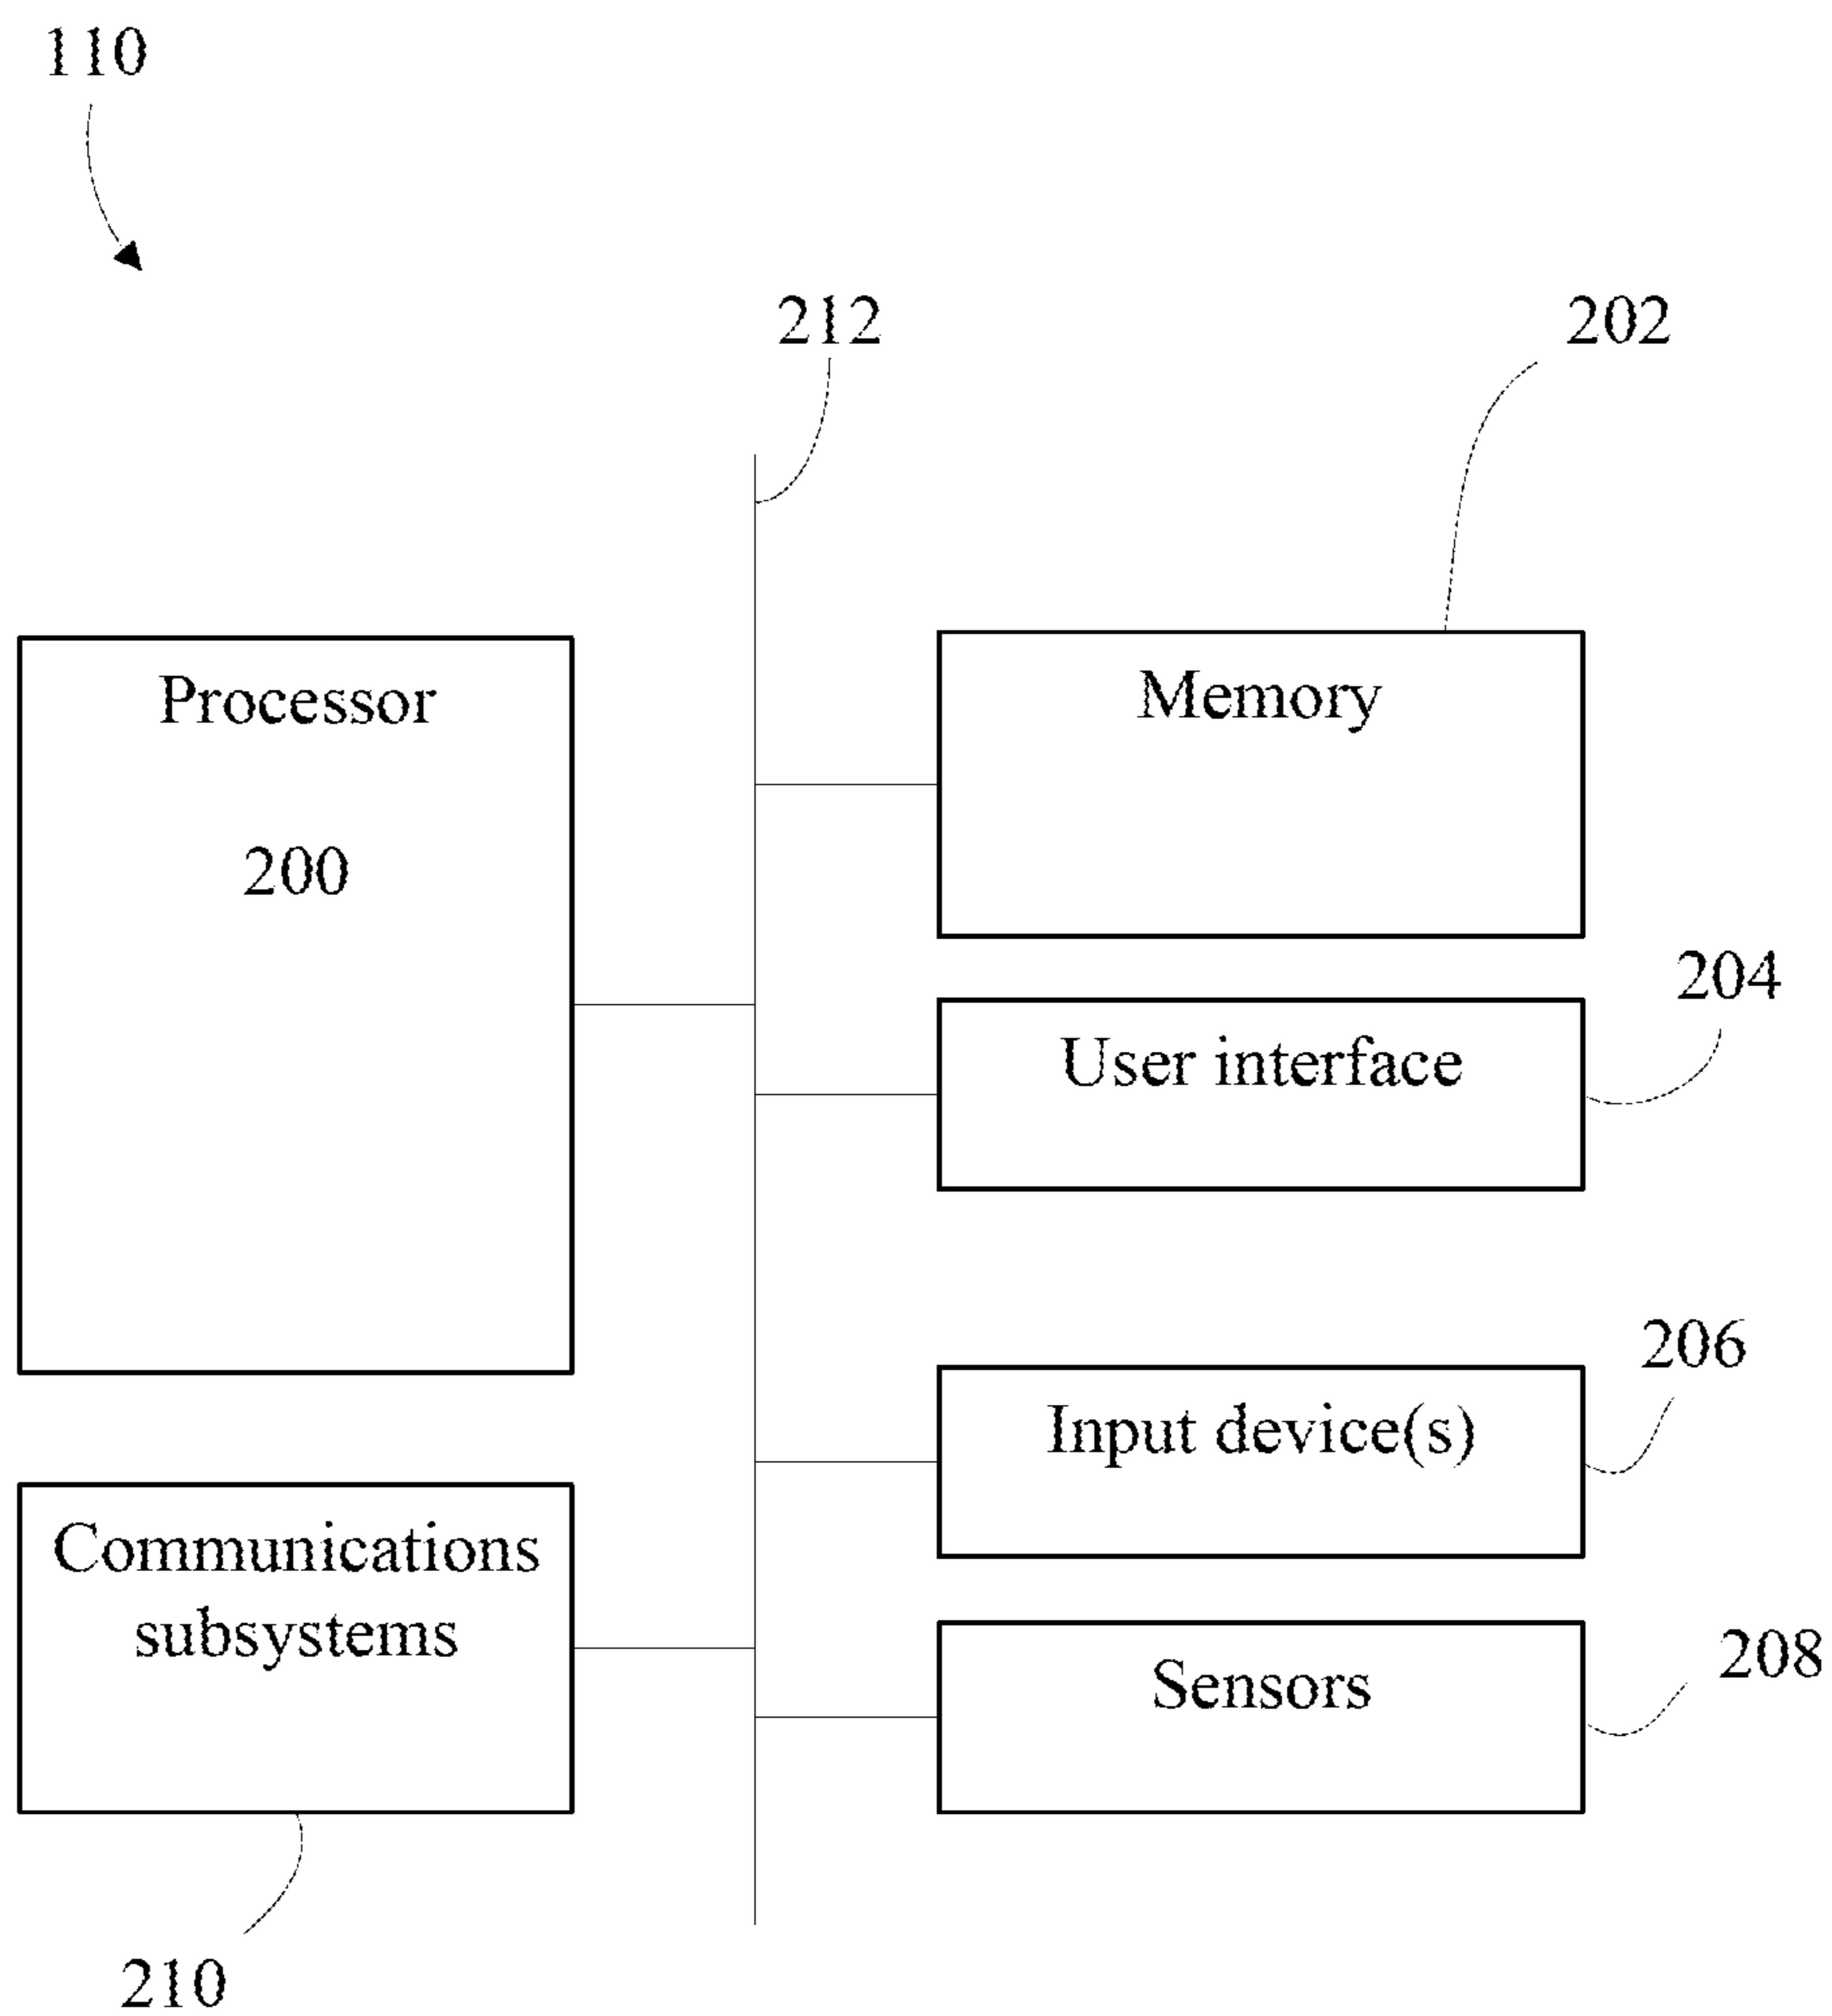 110
212
202
Processor
200
Memory
204
User interface
206
Input device(s)
Communications
subsystems
208
Sensors
210